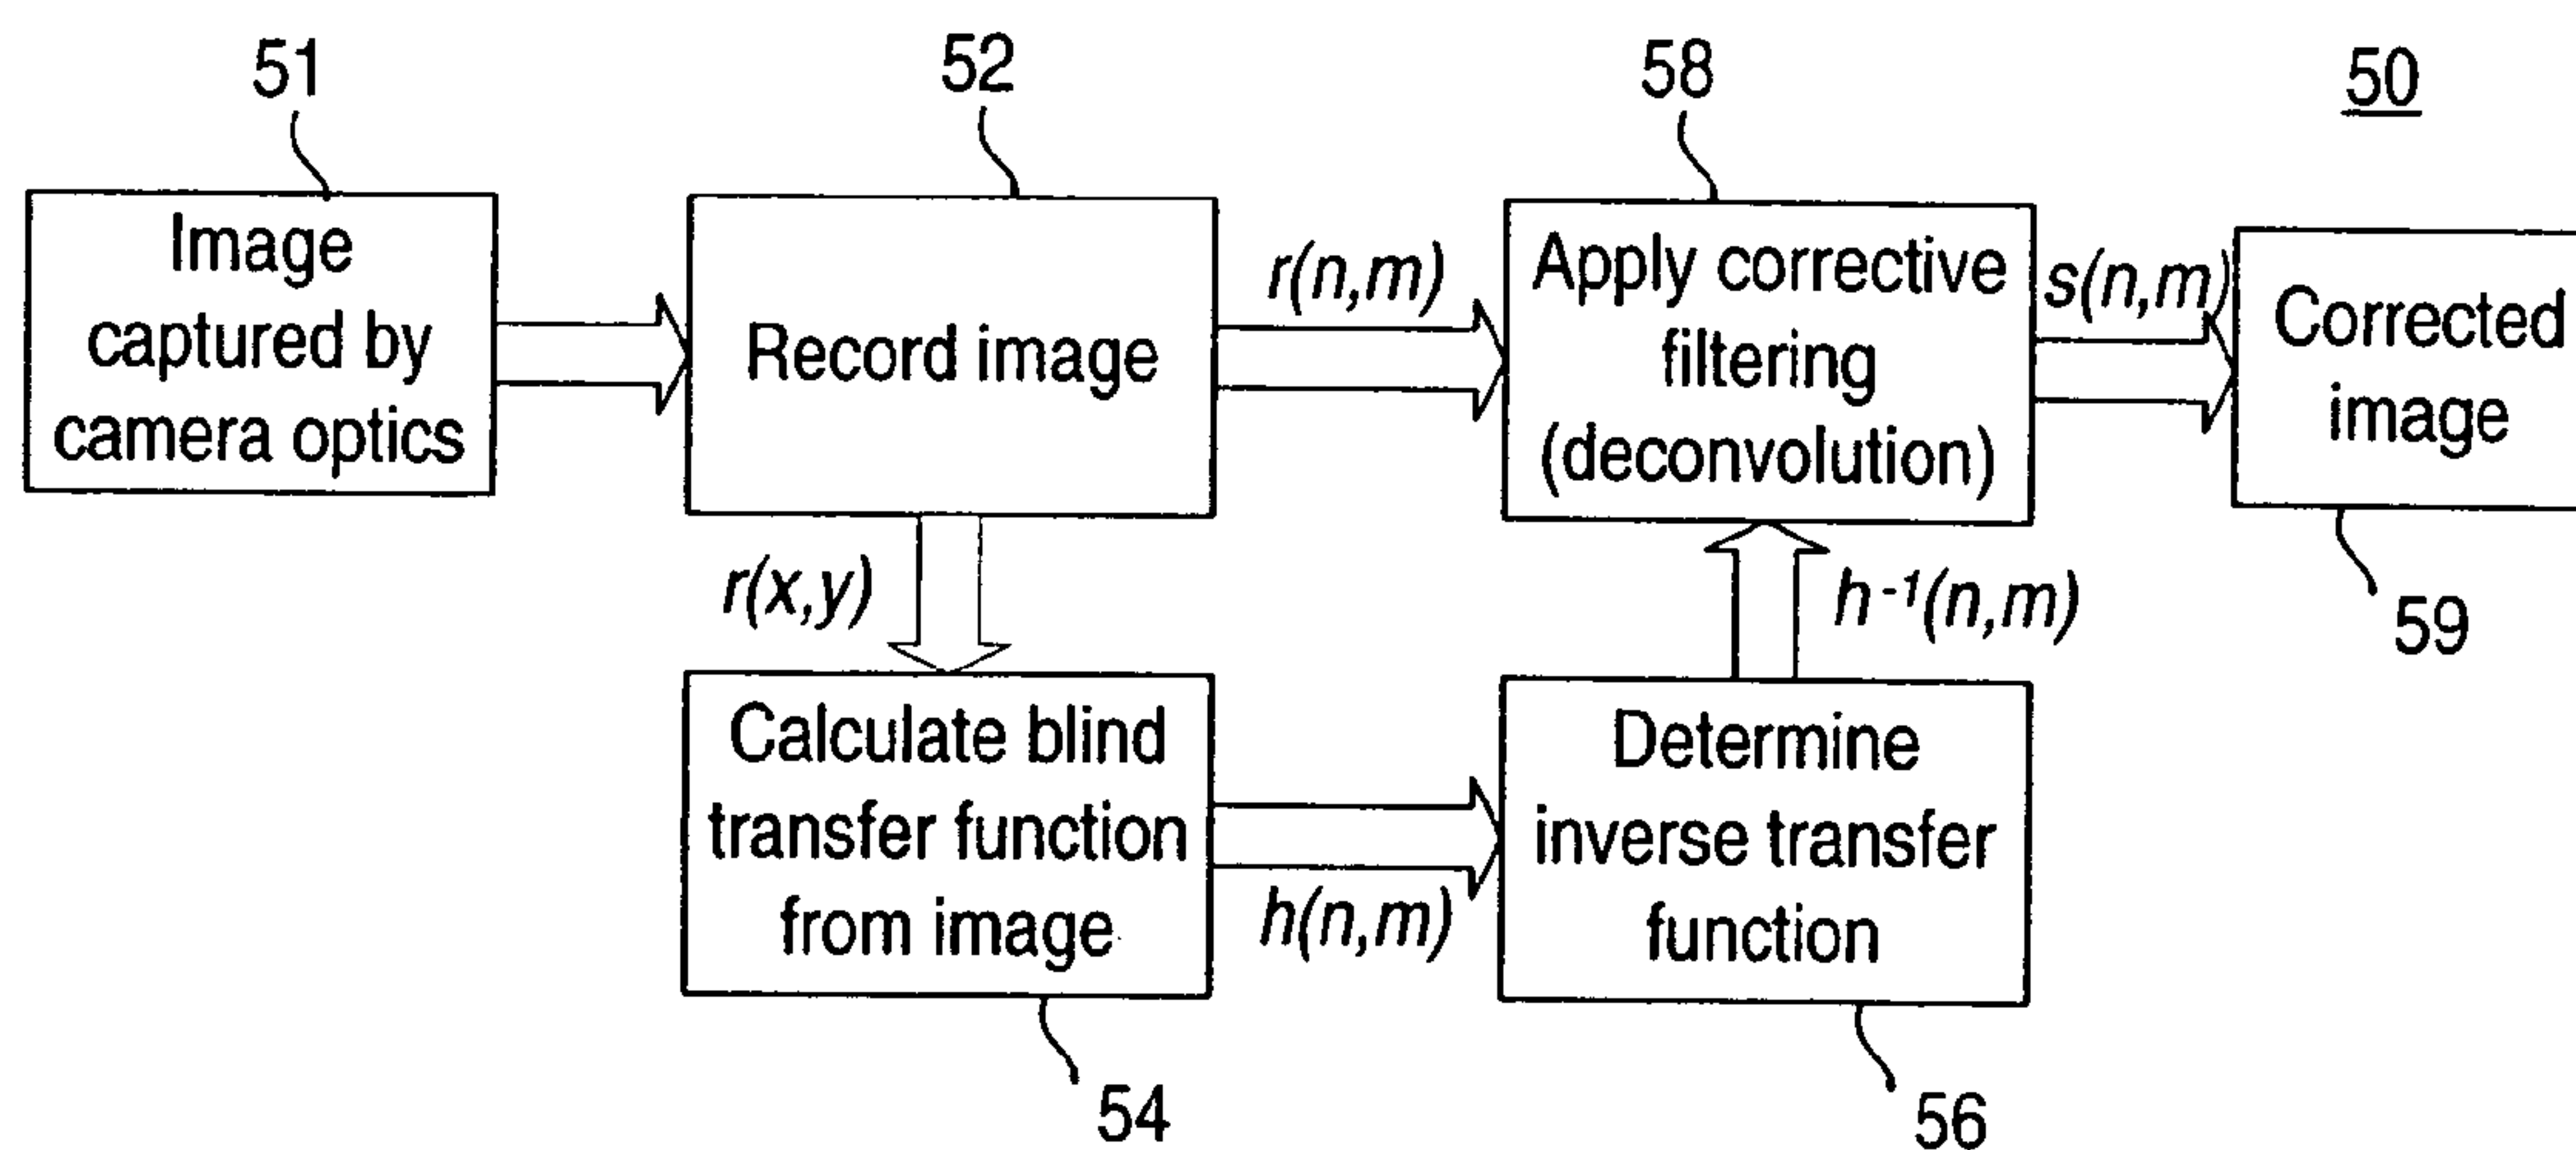 51
52
58
50
Image
captured by
camera optics
Record image
r(n,m)
Apply corrective
filtering
(deconvolution)
s(n,m)
Corrected
image
59
r(x,y)
h⁻¹(n,m)
Calculate blind
transfer function
from image
h(n,m)
Determine
inverse transfer
function
54
56